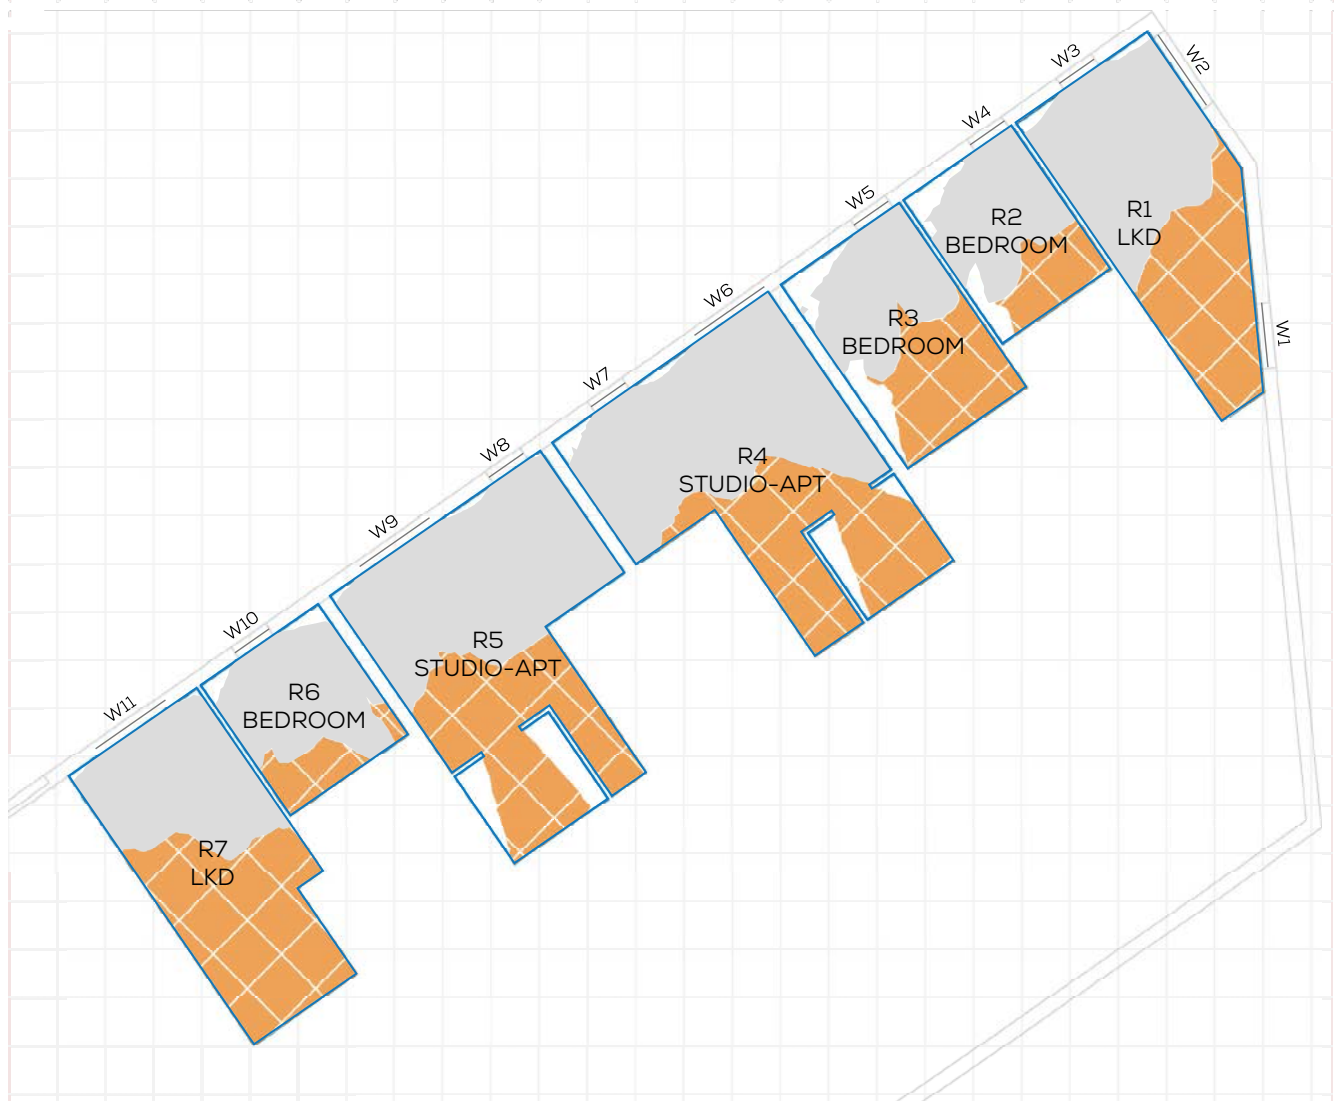 W3
W2
W4
W5
R1
LKD
R2
BEDROOM
W6
W1
R3
BEDROOM
W7
W8
R4
STUDIO-APT
W9
W10
R5
STUDIO-APT
W11
R6
BEDROOM
R7
LKD